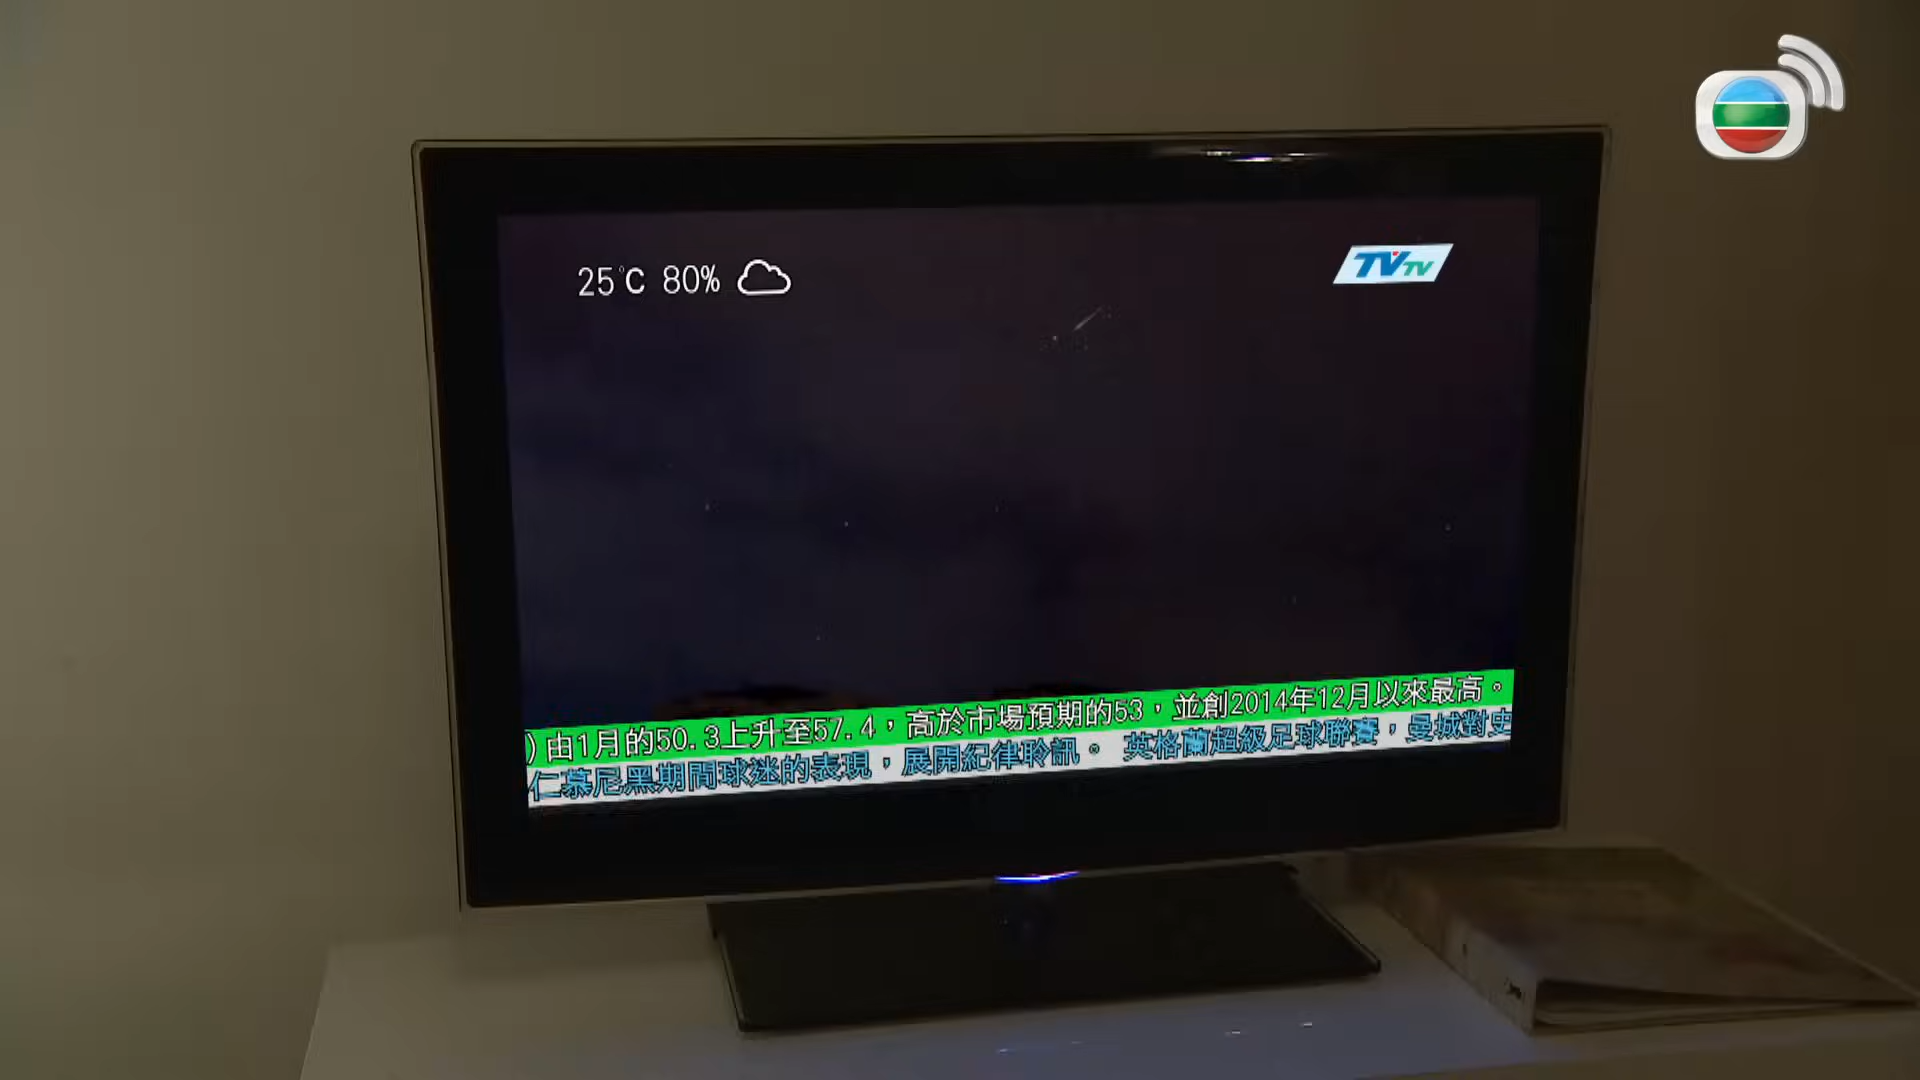 25°C 80%
TVTV
)由1月的50.3上升至57.4，高於市場預期的53，並創2014年12月以來最高。
仁慕尼黑期間球迷的表現，展開紀律聆訊。 英格蘭超級足球聯賽，曼城對史